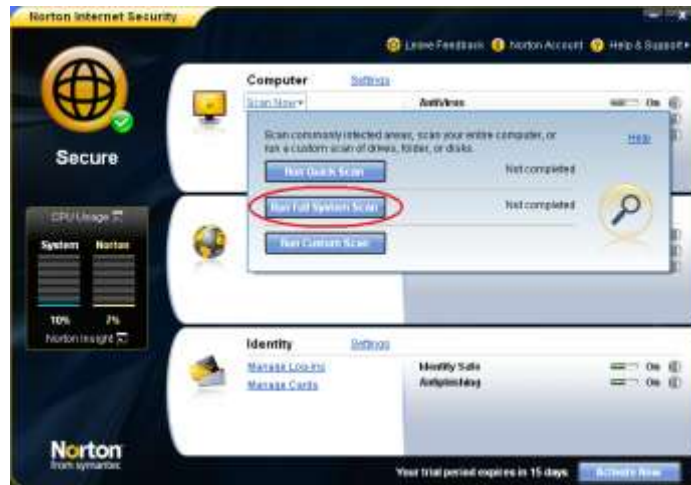 Norton Internet Security
Leave Feedback Norton Account Help & Support
Computer Settings
Scan Now
Antivirus On
Scan commonly infected areas, scan your entire computer, or
run a custom scan of drives, folder, or disks.
Help
Run Quick Scan Not completed
Run Full System Scan Not completed
Run Custom Scan
Secure
CPU Usage
System Norton
10% 7%
Norton Insight
Identity Settings
Manage Log-Ins
Manage Cards
Identity Safe On
Antiphishing On
Norton
from symantec
Your trial period expires in 15 days
Activate Now